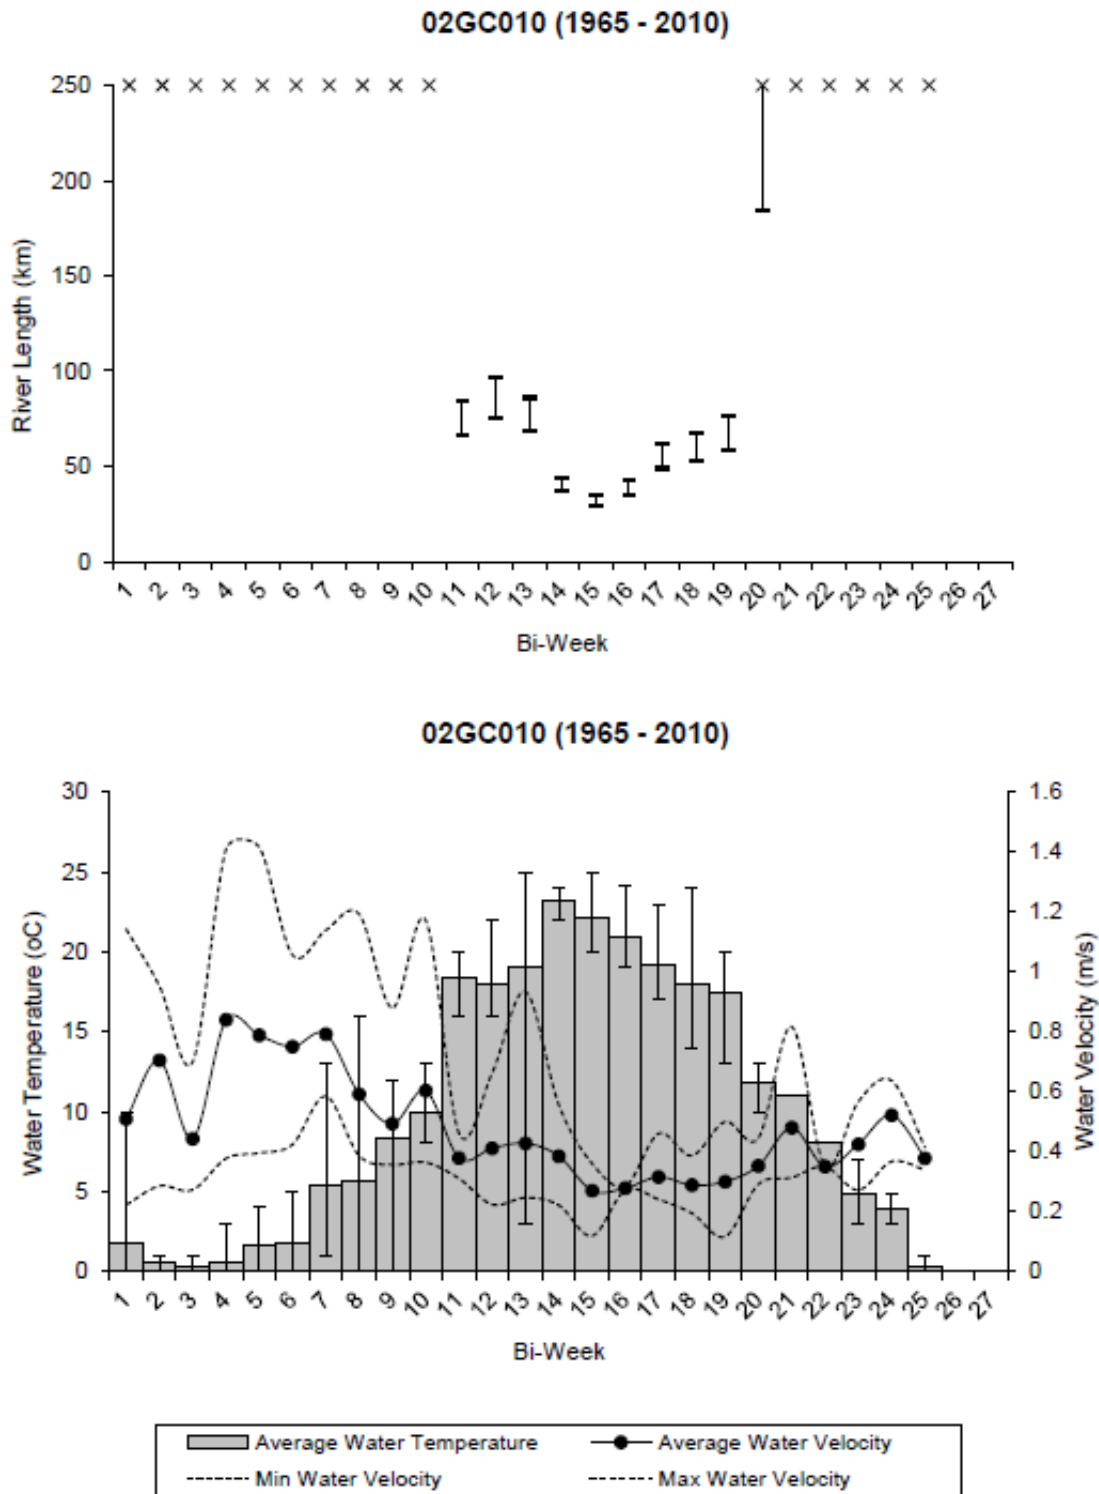 02GC010 (1965 - 2010)
250
200
150
100
50
0
River Length (km)
1 2 3 4 5 6 7 8 9 10 11 12 13 14 15 16 17 18 19 20 21 22 23 24 25 26 27
Bi-Week
02GC010 (1965 - 2010)
30
25
20
15
10
5
0
Water Temperature (oC)
1.6
1.4
1.2
1
0.8
0.6
0.4
0.2
0
Water Velocity (m/s)
1 2 3 4 5 6 7 8 9 10 11 12 13 14 15 16 17 18 19 20 21 22 23 24 25 26 27
Bi-Week
Average Water Temperature Average Water Velocity
Min Water Velocity Max Water Velocity